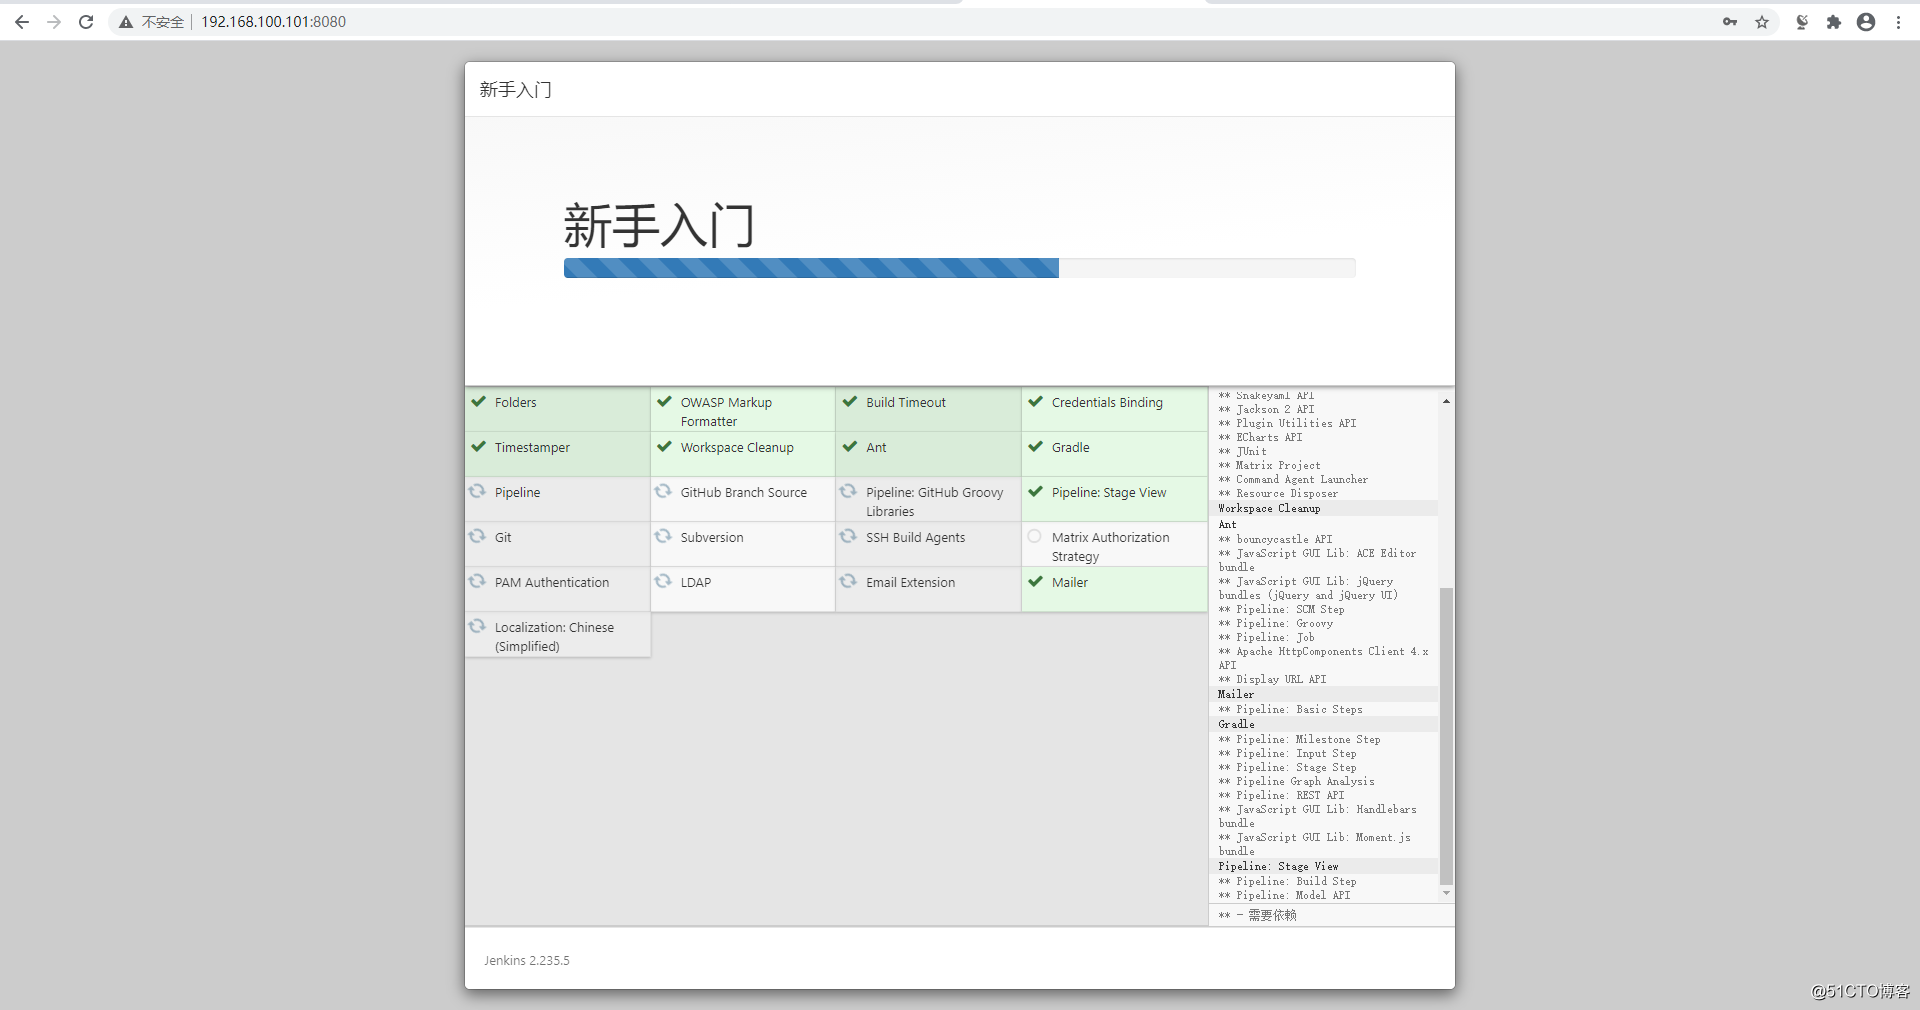 不安全
192.168.100.101:8080
新手入门
新手入门
Folders
OWASP Markup
Formatter
Build Timeout
Credentials Binding
Timestamper
Workspace Cleanup
Ant
Gradle
Pipeline
GitHub Branch Source
Pipeline: GitHub Groovy
Libraries
Pipeline: Stage View
Git
Subversion
SSH Build Agents
Matrix Authorization
Strategy
PAM Authentication
LDAP
Email Extension
Mailer
Localization: Chinese
(Simplified)
** Snakeyaml API
** Jackson 2 API
** Plugin Utilities API
** ECharts API
** JUnit
** Matrix Project
** Command Agent Launcher
** Resource Disposer
Workspace Cleanup
Ant
** bouncycastle API
** JavaScript GUI Lib: ACE Editor
bundle
** JavaScript GUI Lib: jQuery
bundles (jQuery and jQuery UI)
** Pipeline: SCM Step
** Pipeline: Groovy
** Pipeline: Job
** Apache HttpComponents Client 4.x
API
** Display URL API
Mailer
** Pipeline: Basic Steps
Gradle
** Pipeline: Milestone Step
** Pipeline: Input Step
** Pipeline: Stage Step
** Pipeline Graph Analysis
** Pipeline: REST API
** JavaScript GUI Lib: Handlebars
bundle
** JavaScript GUI Lib: Moment.js
bundle
Pipeline: Stage View
** Pipeline: Build Step
** Pipeline: Model API
** - 需要依赖
Jenkins 2.235.5
@51CTO博客